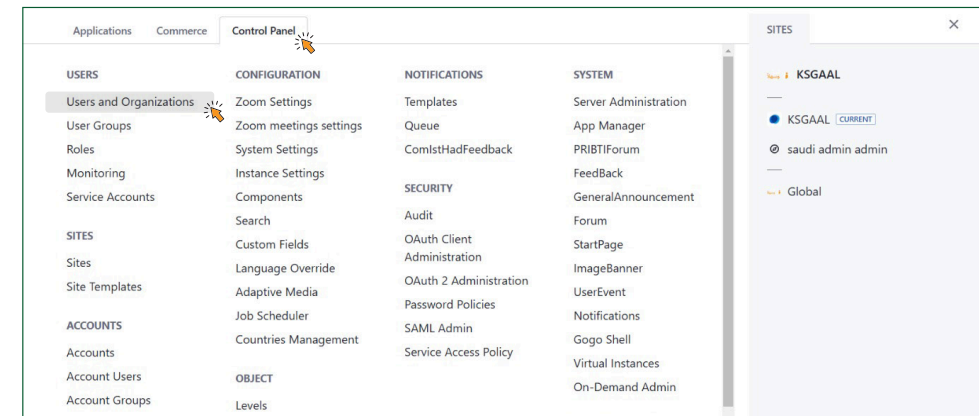 Applications Commerce Control Panel
USERS
Users and Organizations
User Groups
Roles
Monitoring
Service Accounts
SITES
Sites
Site Templates
ACCOUNTS
Accounts
Account Users
Account Groups
CONFIGURATION
Zoom Settings
Zoom meetings settings
System Settings
Instance Settings
Components
Search
Custom Fields
Language Override
Adaptive Media
Job Scheduler
Countries Management
OBJECT
Levels
NOTIFICATIONS
Templates
Queue
ComIstHadFeedback
SECURITY
Audit
OAuth Client
Administration
OAuth 2 Administration
Password Policies
SAML Admin
Service Access Policy
SYSTEM
Server Administration
App Manager
PRIBTIForum
FeedBack
GeneralAnnouncement
Forum
StartPage
ImageBanner
UserEvent
Notifications
Gogo Shell
Virtual Instances
On-Demand Admin
SITES
KSGAAL
KSGAAL CURRENT
saudi admin admin
Global